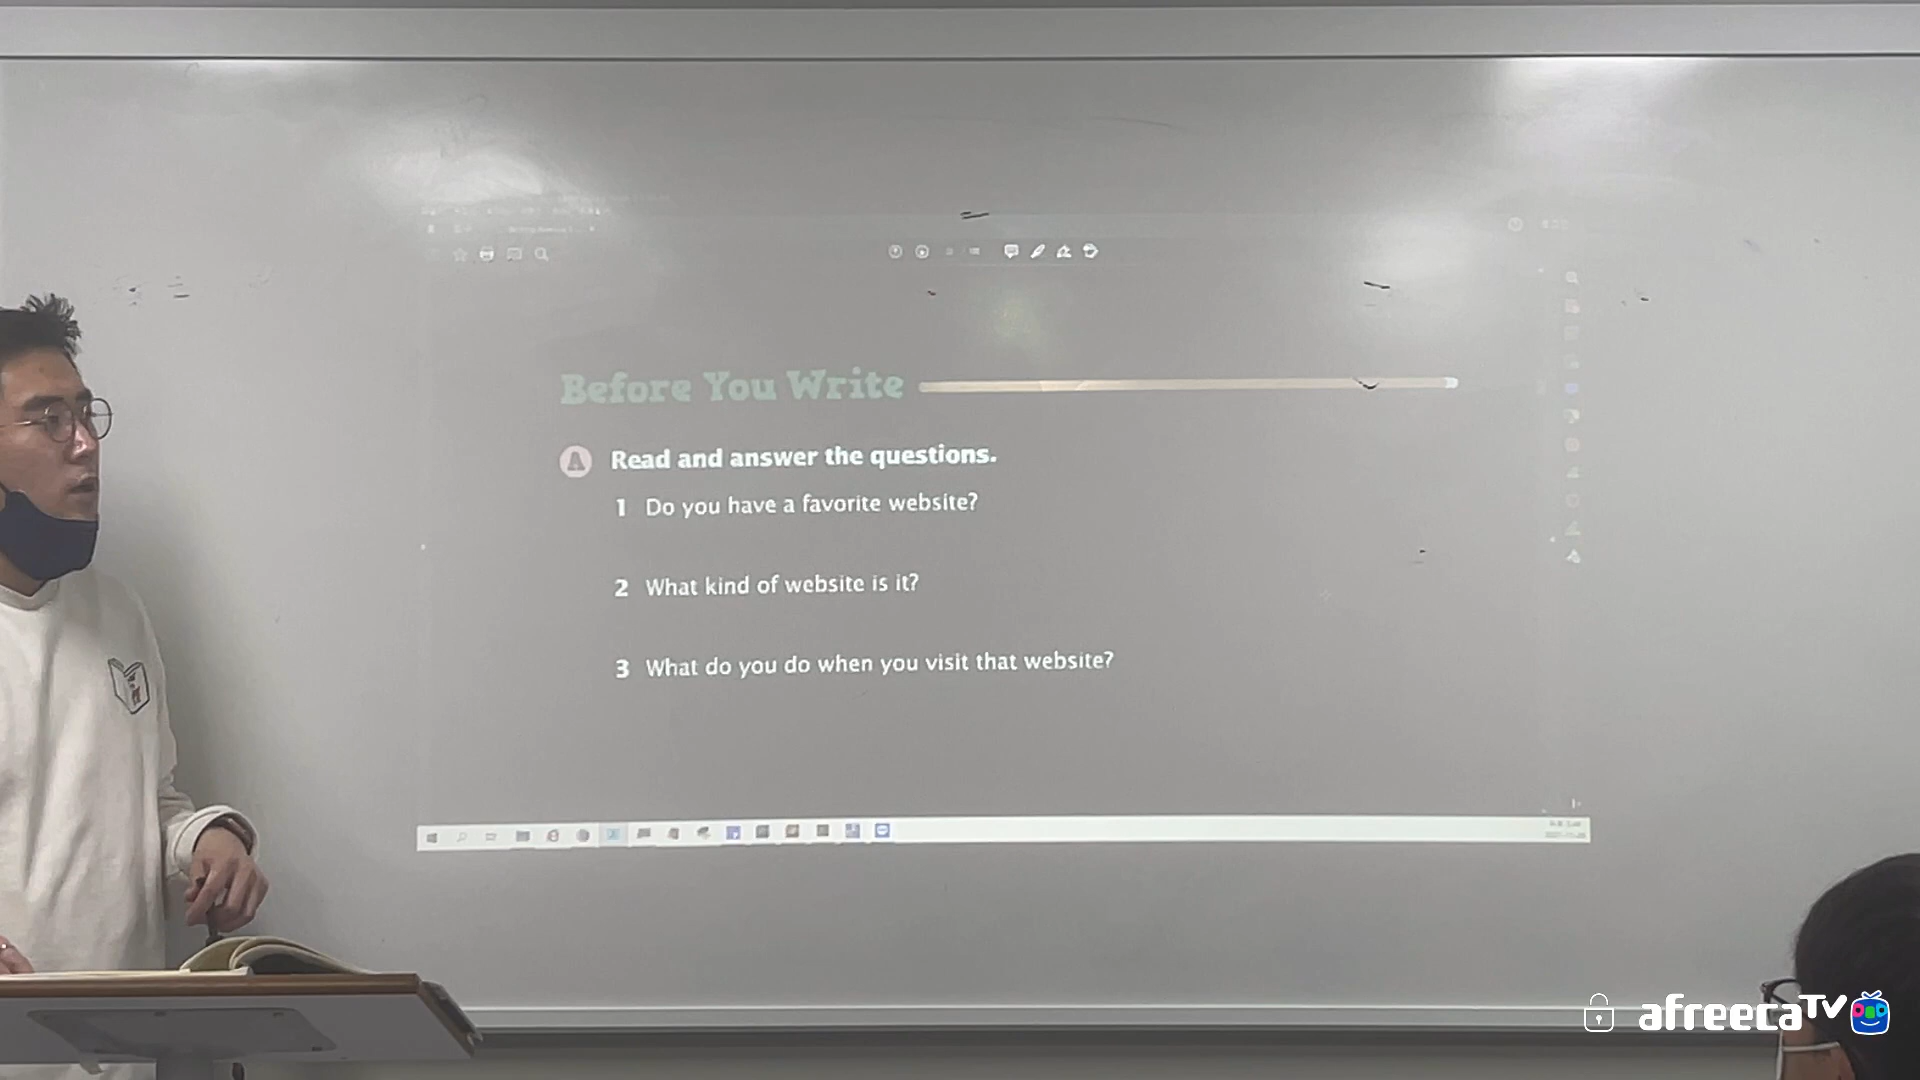 Before You Write
A Read and answer the questions.
1 Do you have a favorite website?
2 What kind of website is it?
3 What do you do when you visit that website?
afreecaTV